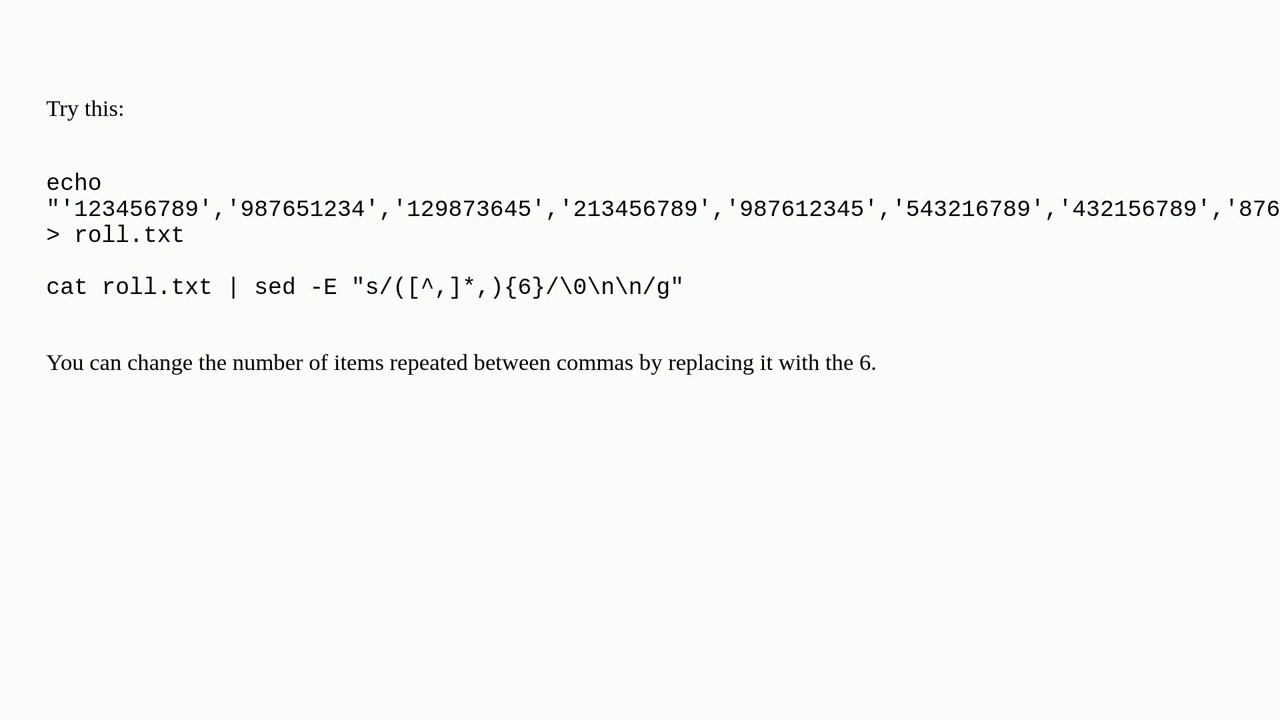 Try this:
echo
"'123456789','987651234','129873645','213456789','987612345','543216789','432156789','876
> roll.txt
cat roll.txt | sed -E "s/([^,]*,){6}/\0\n\n/g"
You can change the number of items repeated between commas by replacing it with the 6.